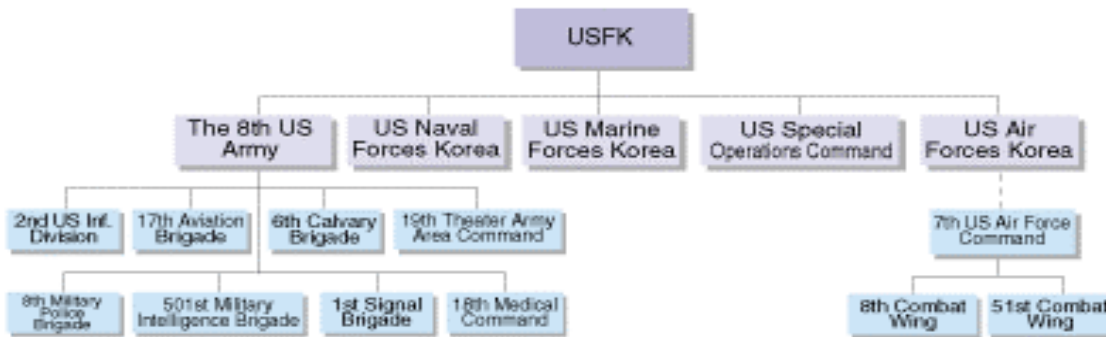 USFK
The 8th US
Army
US Naval
Forces Korea
US Marine
Forces Korea
US Special
Operations Command
US Air
Forces Korea
2nd US Inf.
Division
17th Aviation
Brigade
6th Calvary
Brigade
19th Theater Army
Area Command
7th US Air Force
Command
8th Military
Police
Brigade
501st Military
Intelligence Brigade
1st Signal
Brigade
18th Medical
Command
8th Combat
Wing
51st Combat
Wing